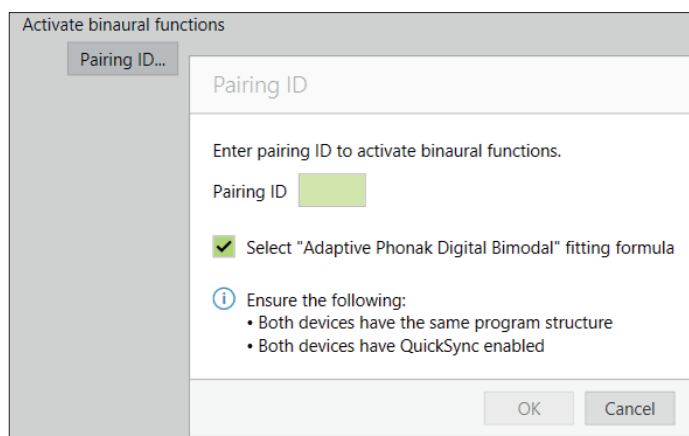 Activate binaural functions
Pairing ID...
Pairing ID
Enter pairing ID to activate binaural functions.
Pairing ID
Select "Adaptive Phonak Digital Bimodal" fitting formula
Ensure the following:
• Both devices have the same program structure
• Both devices have QuickSync enabled
OK Cancel